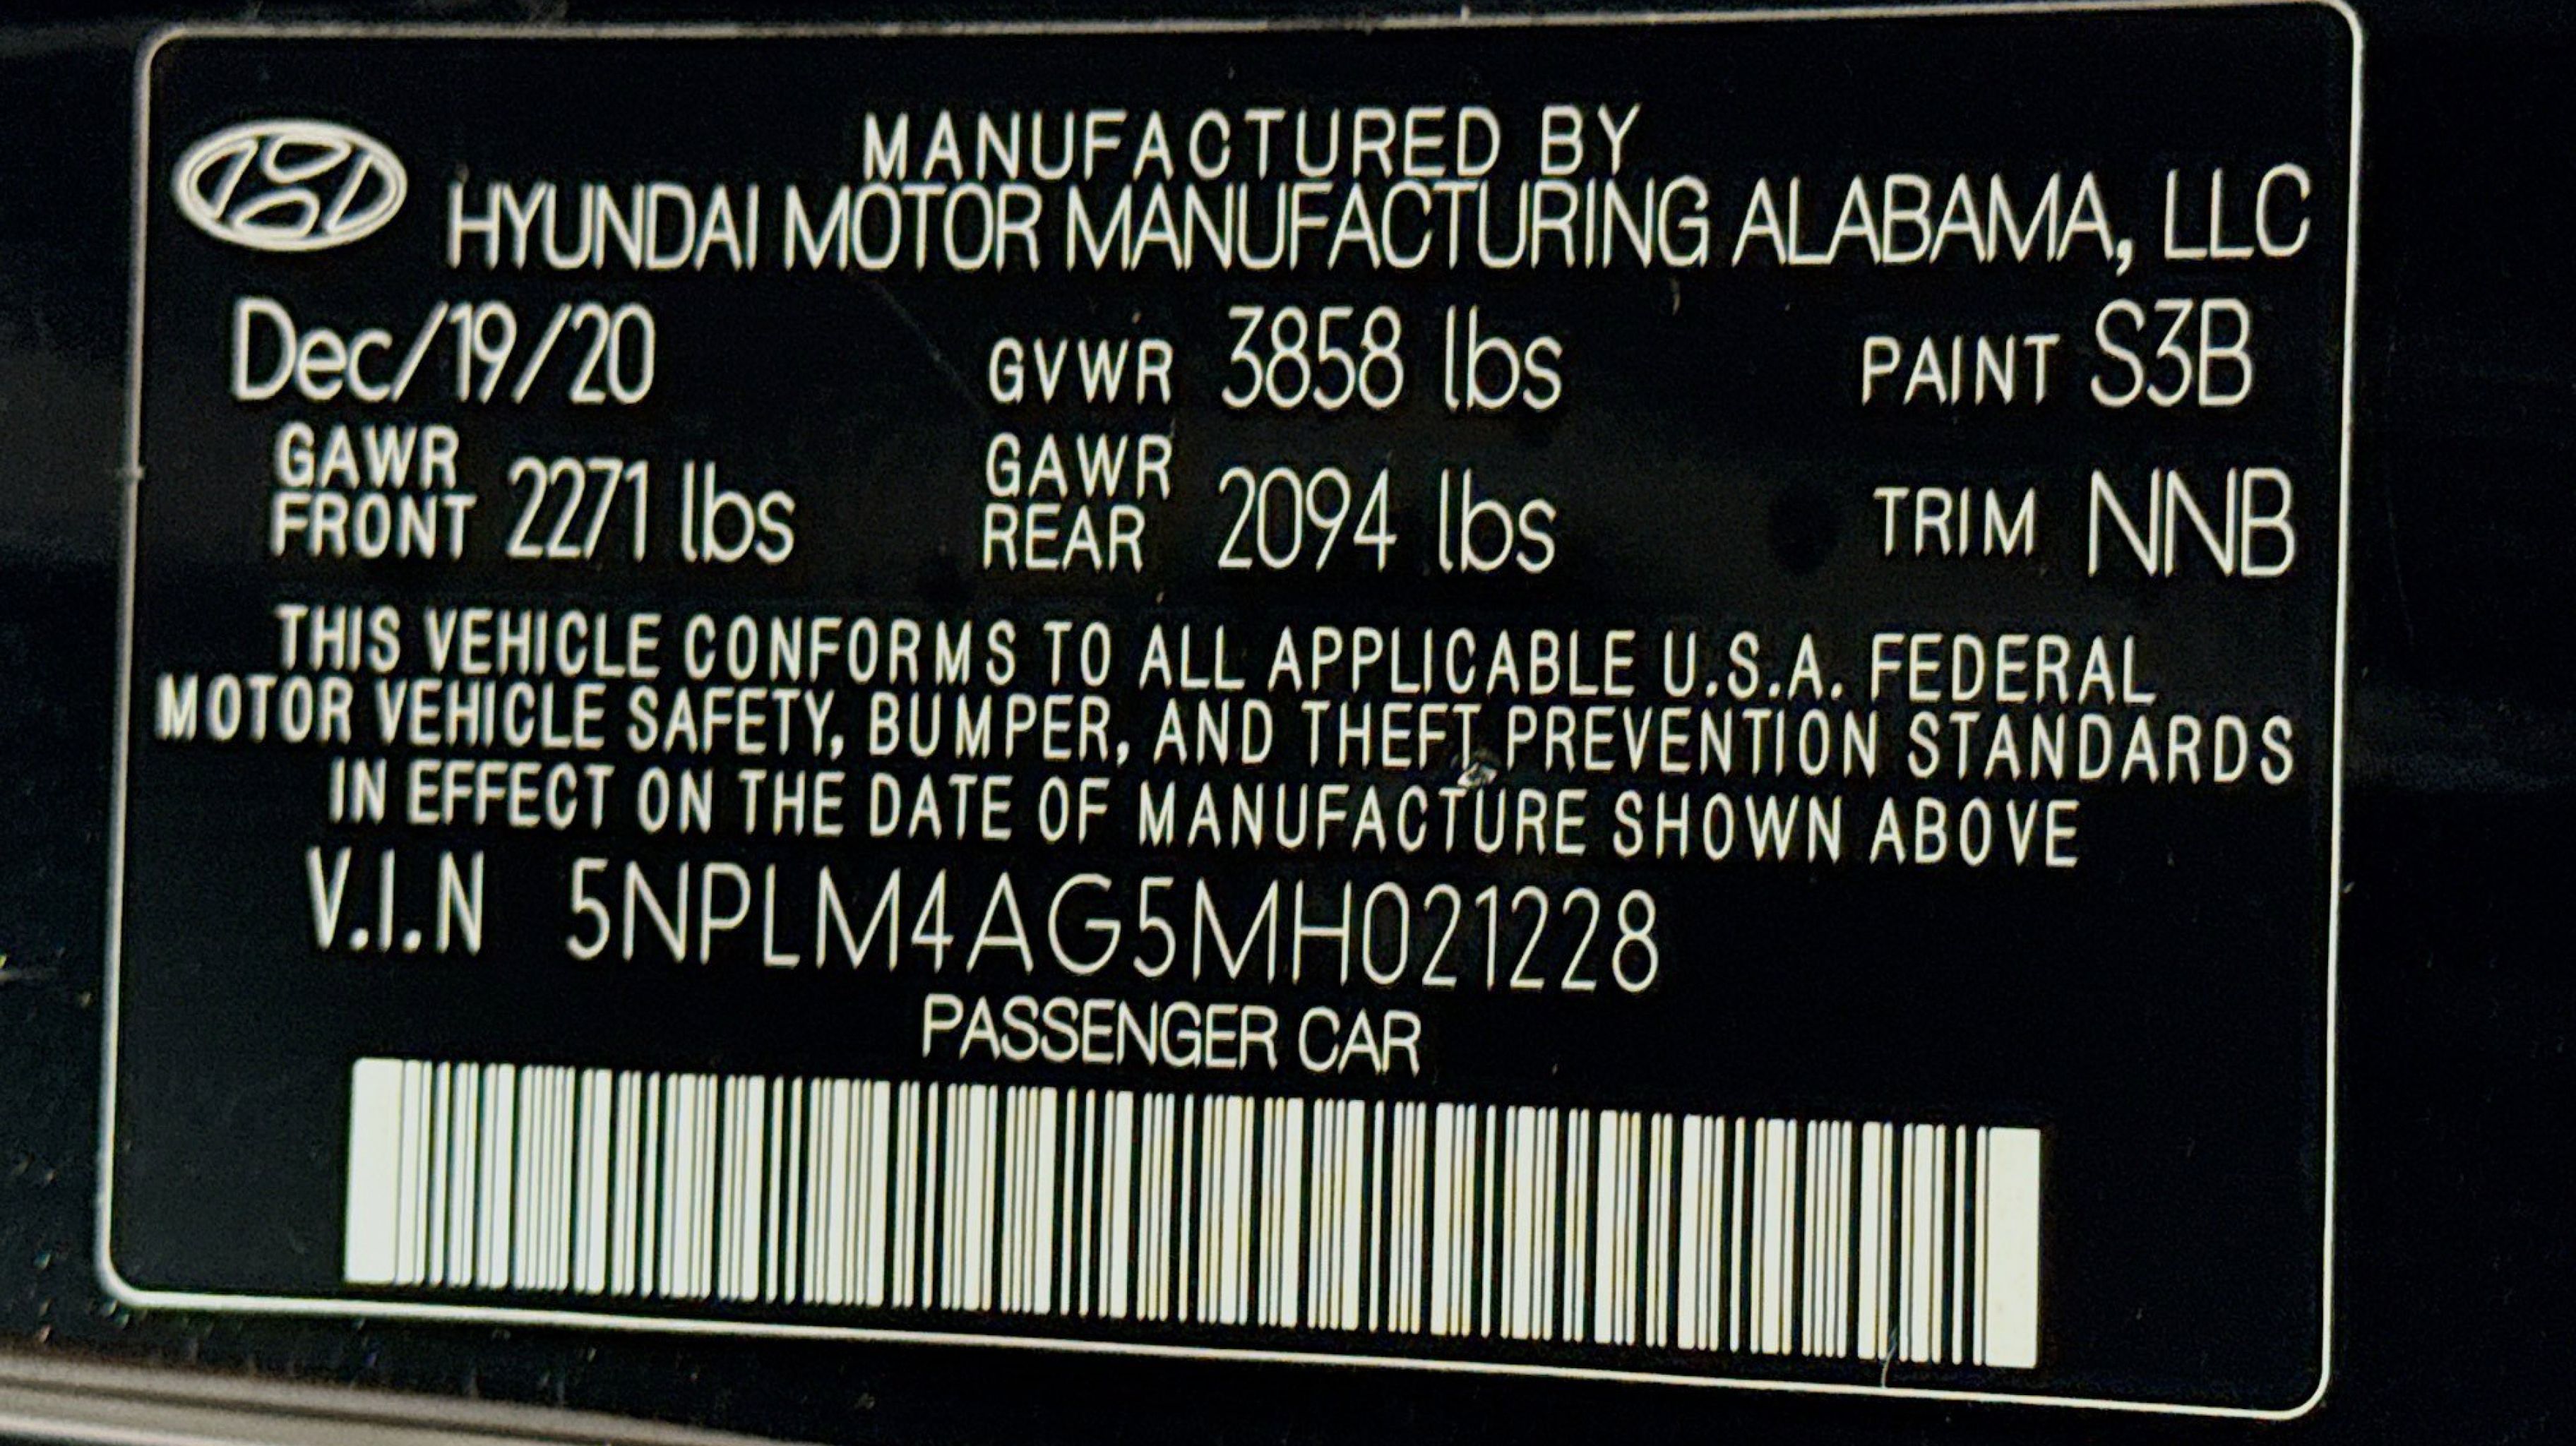 MANUFACTURED BY
HYUNDAI MOTOR MANUFACTURING ALABAMA, LLC
Dec/19/20 GVWR 3858 lbs PAINT S3B
GAWR FRONT 2271 lbs GAWR REAR 2094 lbs TRIM NNB
THIS VEHICLE CONFORMS TO ALL APPLICABLE U.S.A. FEDERAL
MOTOR VEHICLE SAFETY, BUMPER, AND THEFT PREVENTION STANDARDS
IN EFFECT ON THE DATE OF MANUFACTURE SHOWN ABOVE
V.I.N 5NPLM4AG5MH021228
PASSENGER CAR